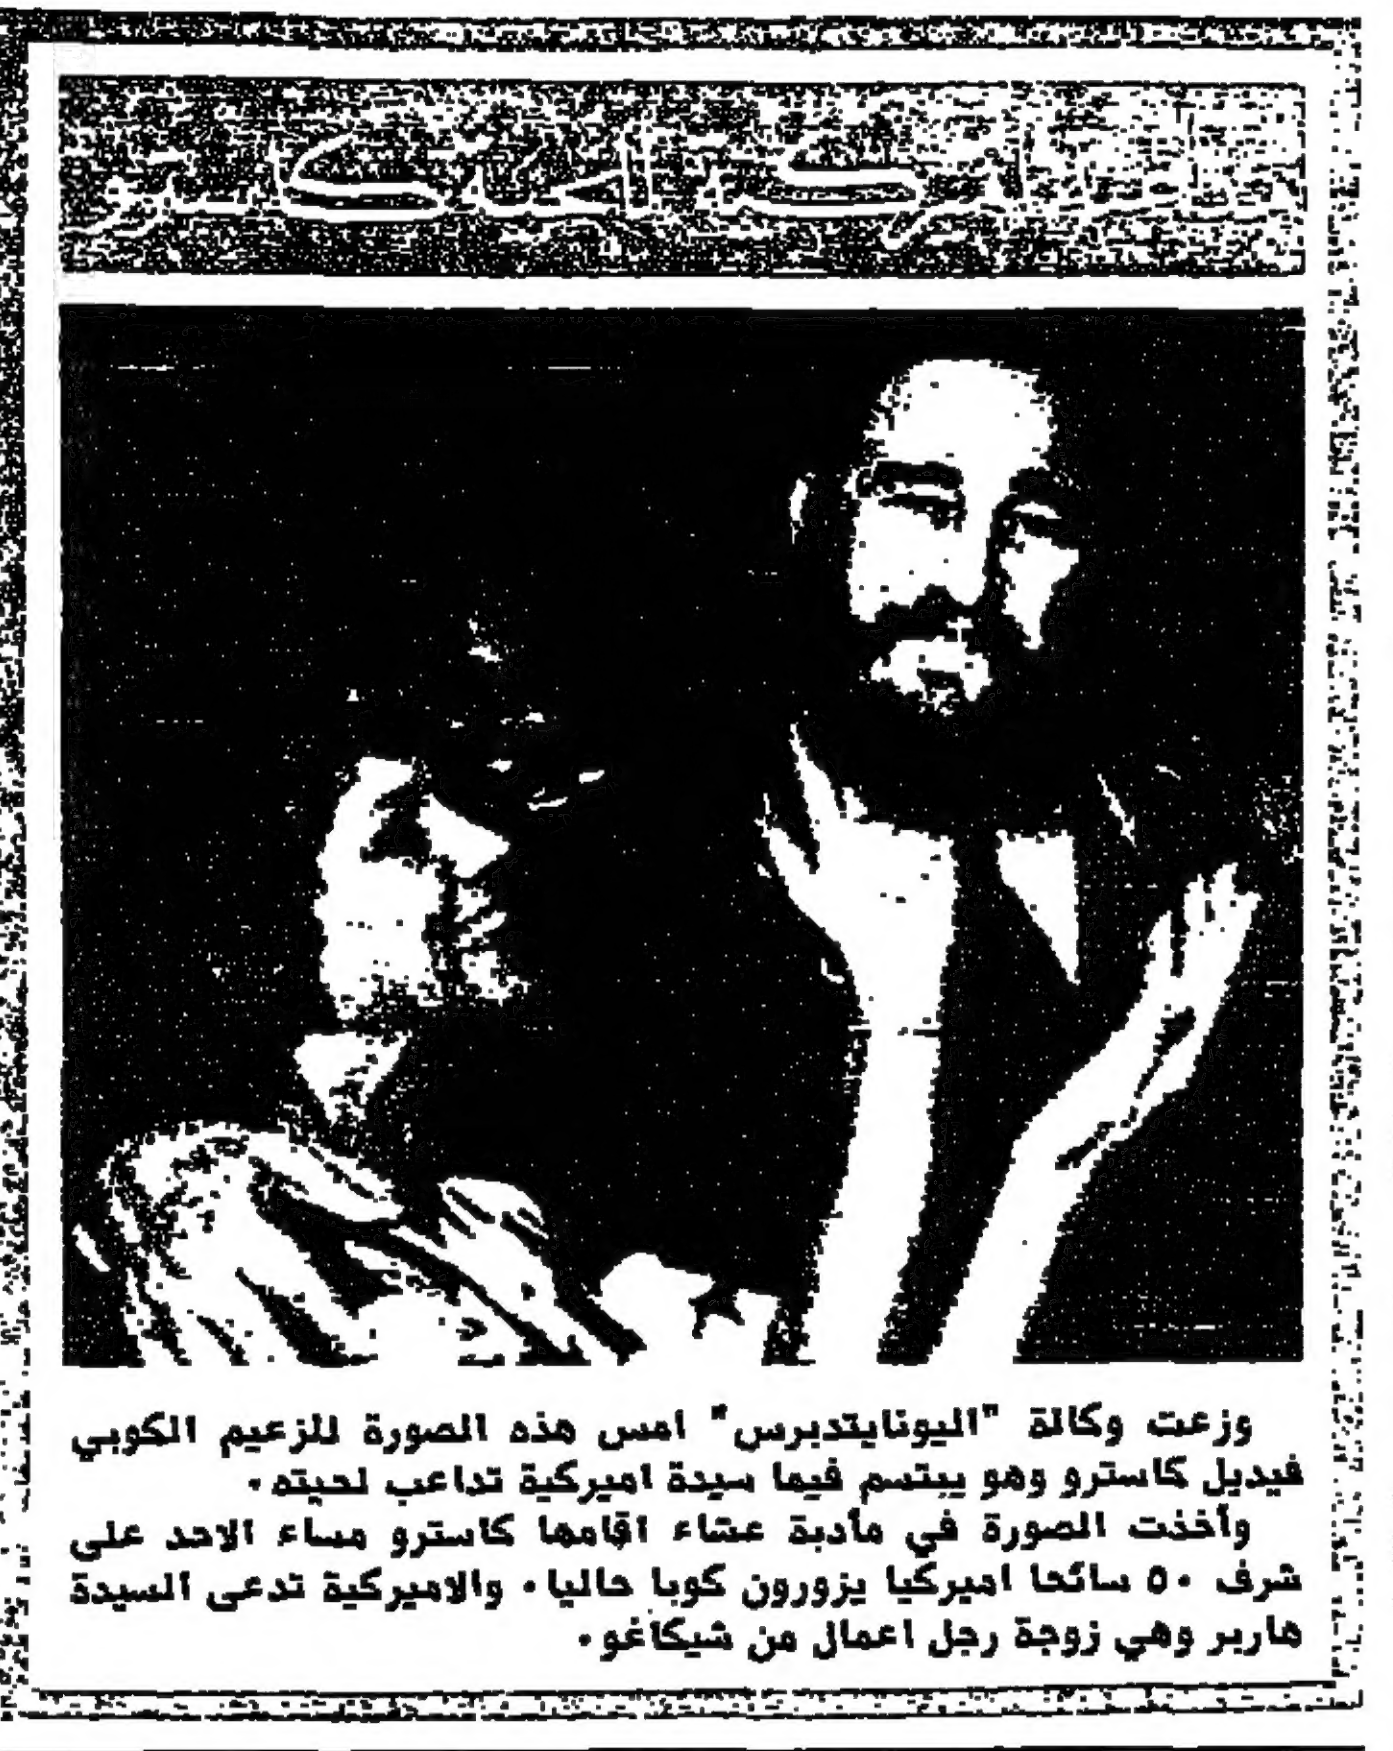 وزعت وكالة "اليونايتدبرس" امس هذه الصورة للزعيم الكوبي
فيديل كاسترو وهو يبتسم فيما سيدة اميركية تداعب لحيته.
وأخذت الصورة في مأدبة عشاء اقامها كاسترو مساء الاحد على
شرف ٥٠ سائحا اميركيا يزورون كوبا حاليا. والاميركية تدعى السيدة
هاربر وهي زوجة رجل اعمال من شيكاغو.